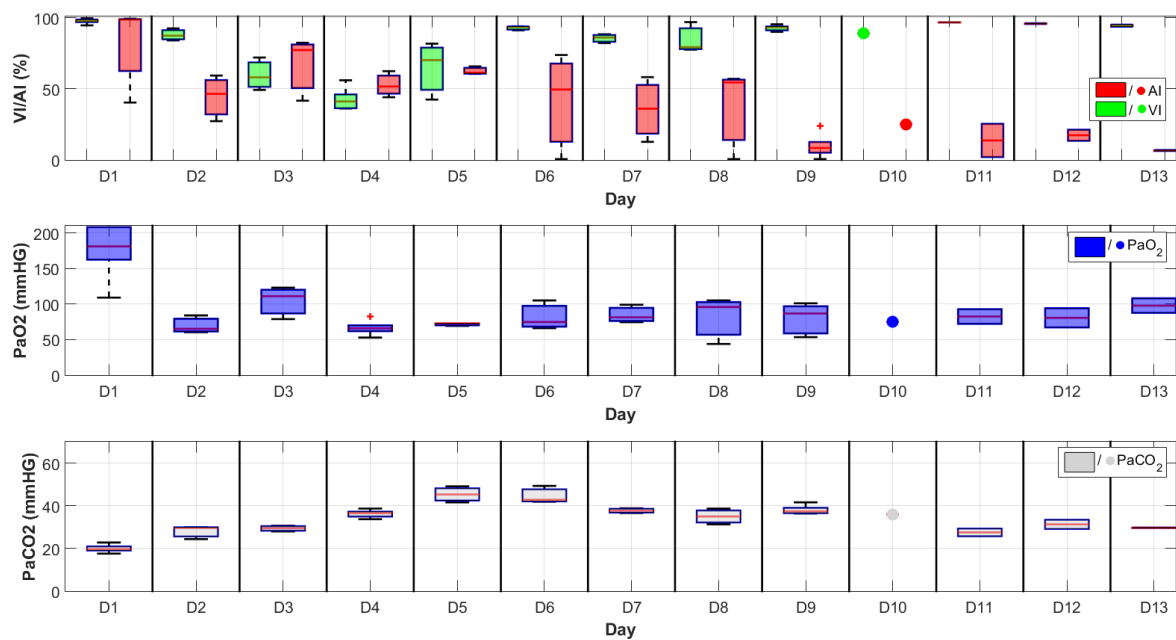 100
50
0
VI/AI (%)
/ AI
/ VI
D1 D2 D3 D4 D5 D6 D7 D8 D9 D10 D11 D12 D13
Day
200
150
100
50
0
PaO2 (mmHG)
/ PaO2
D1 D2 D3 D4 D5 D6 D7 D8 D9 D10 D11 D12 D13
Day
60
40
20
0
PaCO2 (mmHG)
/ PaCO2
D1 D2 D3 D4 D5 D6 D7 D8 D9 D10 D11 D12 D13
Day